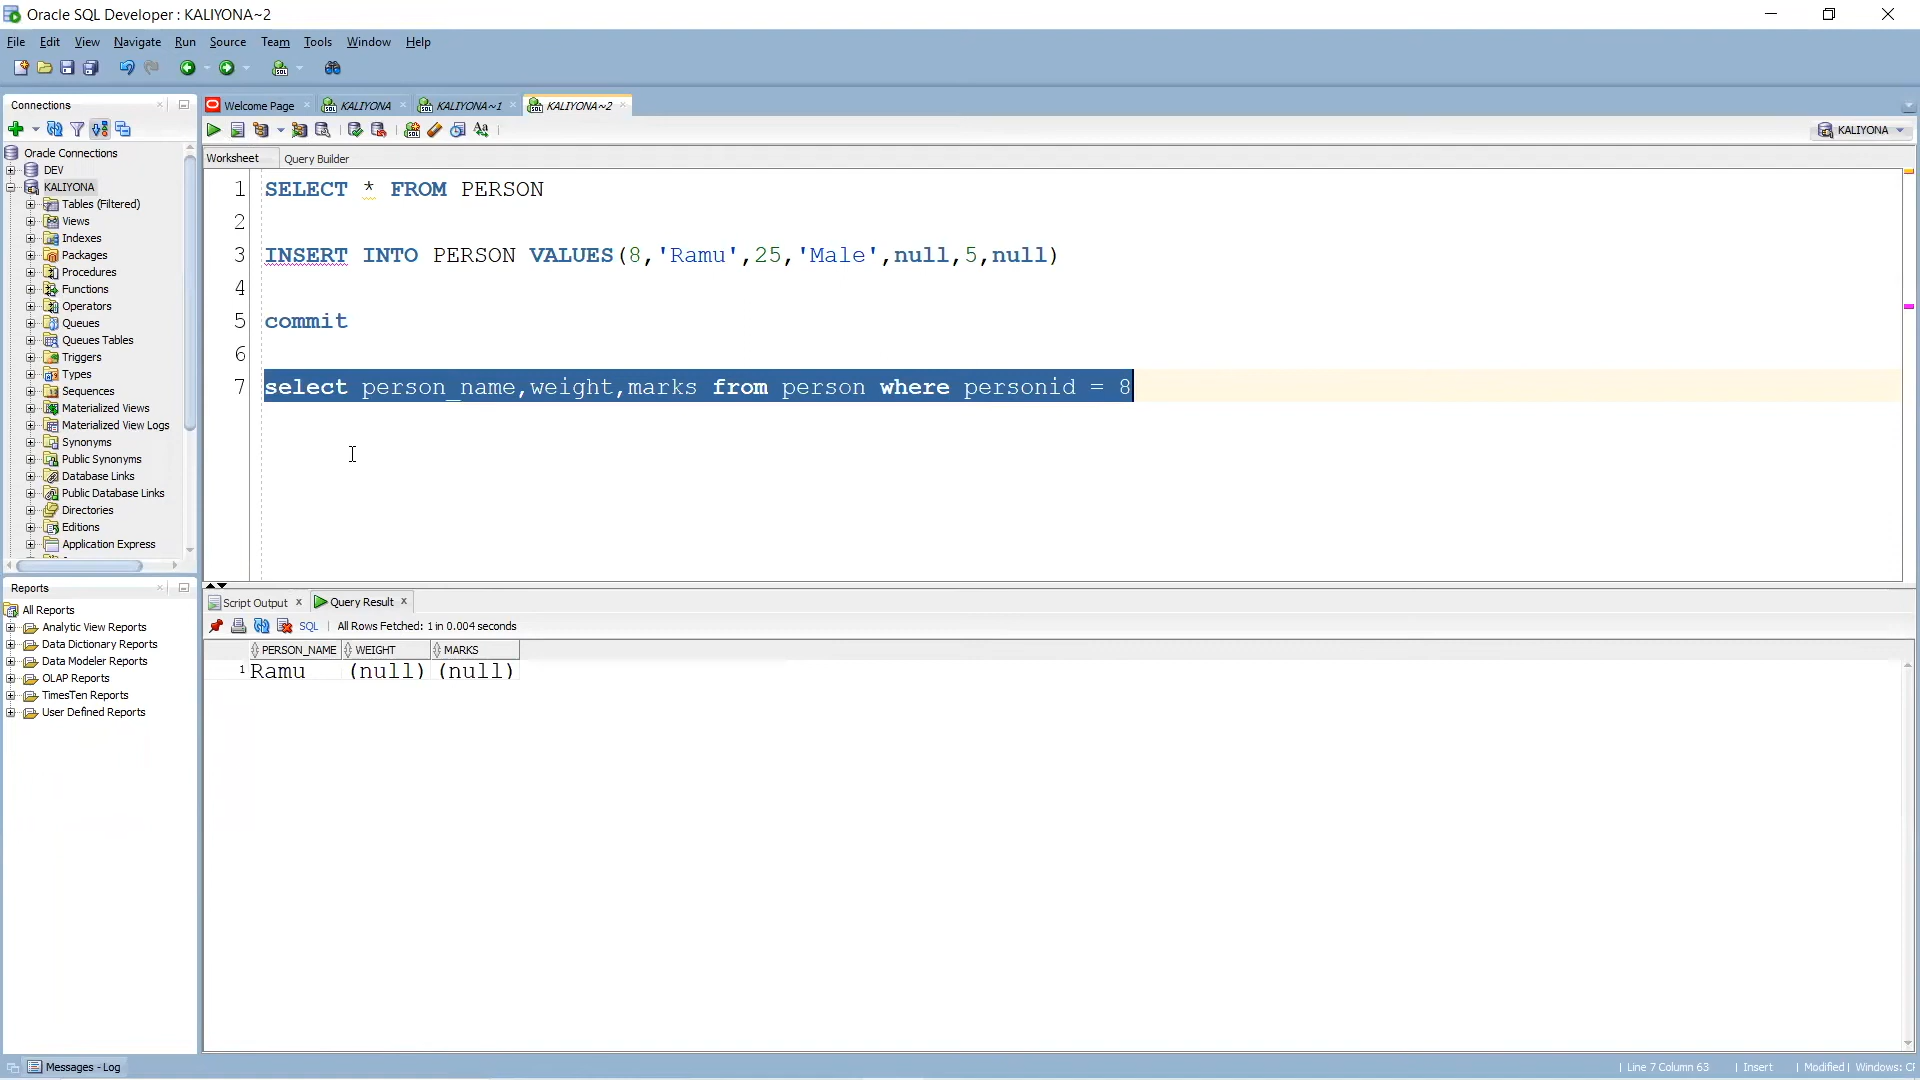 Oracle SQL Developer : KALIYONA~2
File Edit View Navigate Run Source Team Tools Window Help
Connections
Welcome Page KALIYONA KALIYONA~1 KALIYONA~2
KALIYONA
Worksheet Query Builder
Oracle Connections
DEV
KALIYONA
Tables (Filtered)
Views
Indexes
Packages
Procedures
Functions
Operators
Queues
Queues Tables
Triggers
Types
Sequences
Materialized Views
Materialized View Logs
Synonyms
Public Synonyms
Database Links
Public Database Links
Directories
Editions
Application Express
1 SELECT * FROM PERSON
2
3 INSERT INTO PERSON VALUES(8,'Ramu',25,'Male',null,5,null)
4
5 commit
6
7 select person_name,weight,marks from person where personid = 8
Reports
All Reports
Analytic View Reports
Data Dictionary Reports
Data Modeler Reports
OLAP Reports
TimesTen Reports
User Defined Reports
Script Output Query Result
SQL All Rows Fetched: 1 in 0.004 seconds
PERSON_NAME WEIGHT MARKS
1 Ramu (null) (null)
Messages - Log
Line 7 Column 63 Insert Modified Windows: